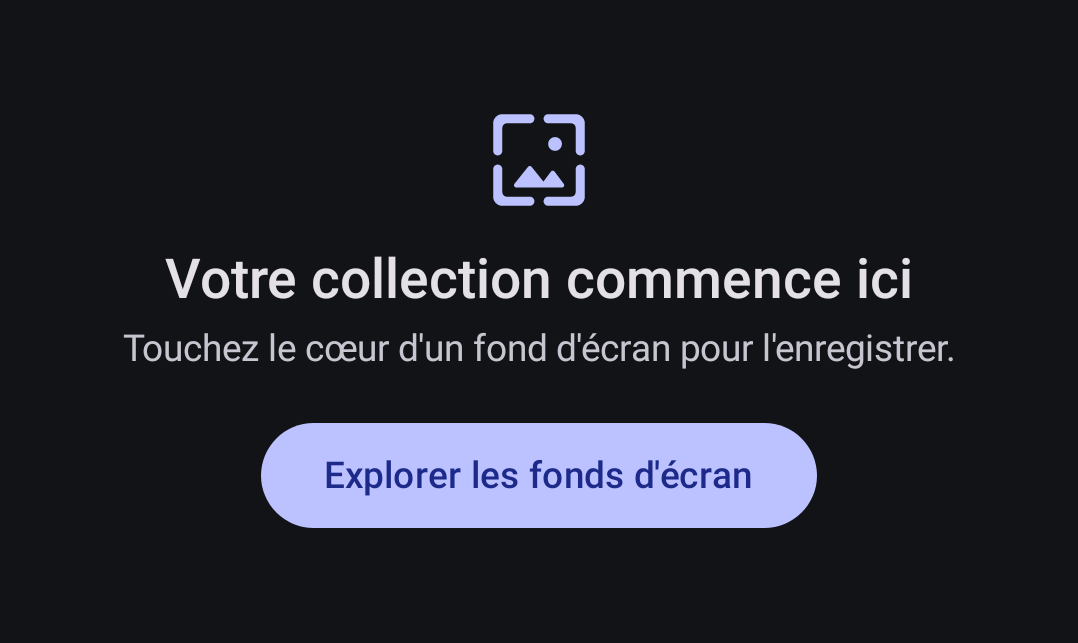 Votre collection commence ici
Touchez le cœur d'un fond d'écran pour l'enregistrer.
Explorer les fonds d'écran